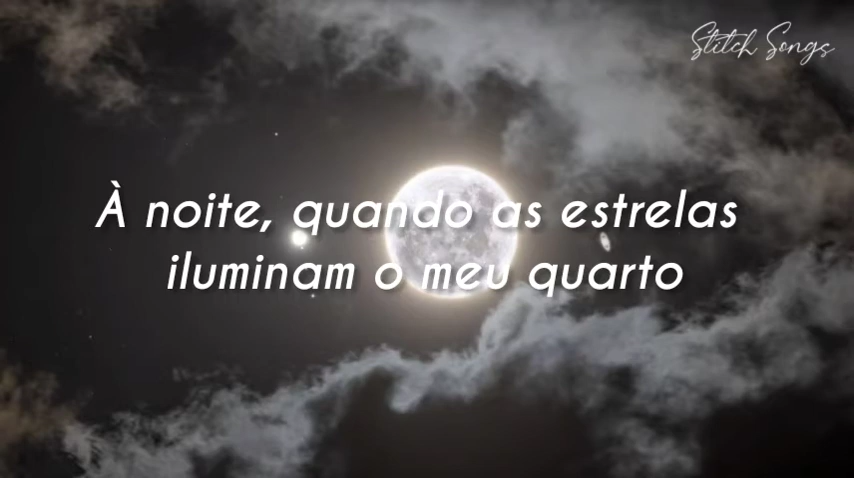 Stitch Songs
À noite, quando as estrelas
iluminam o meu quarto